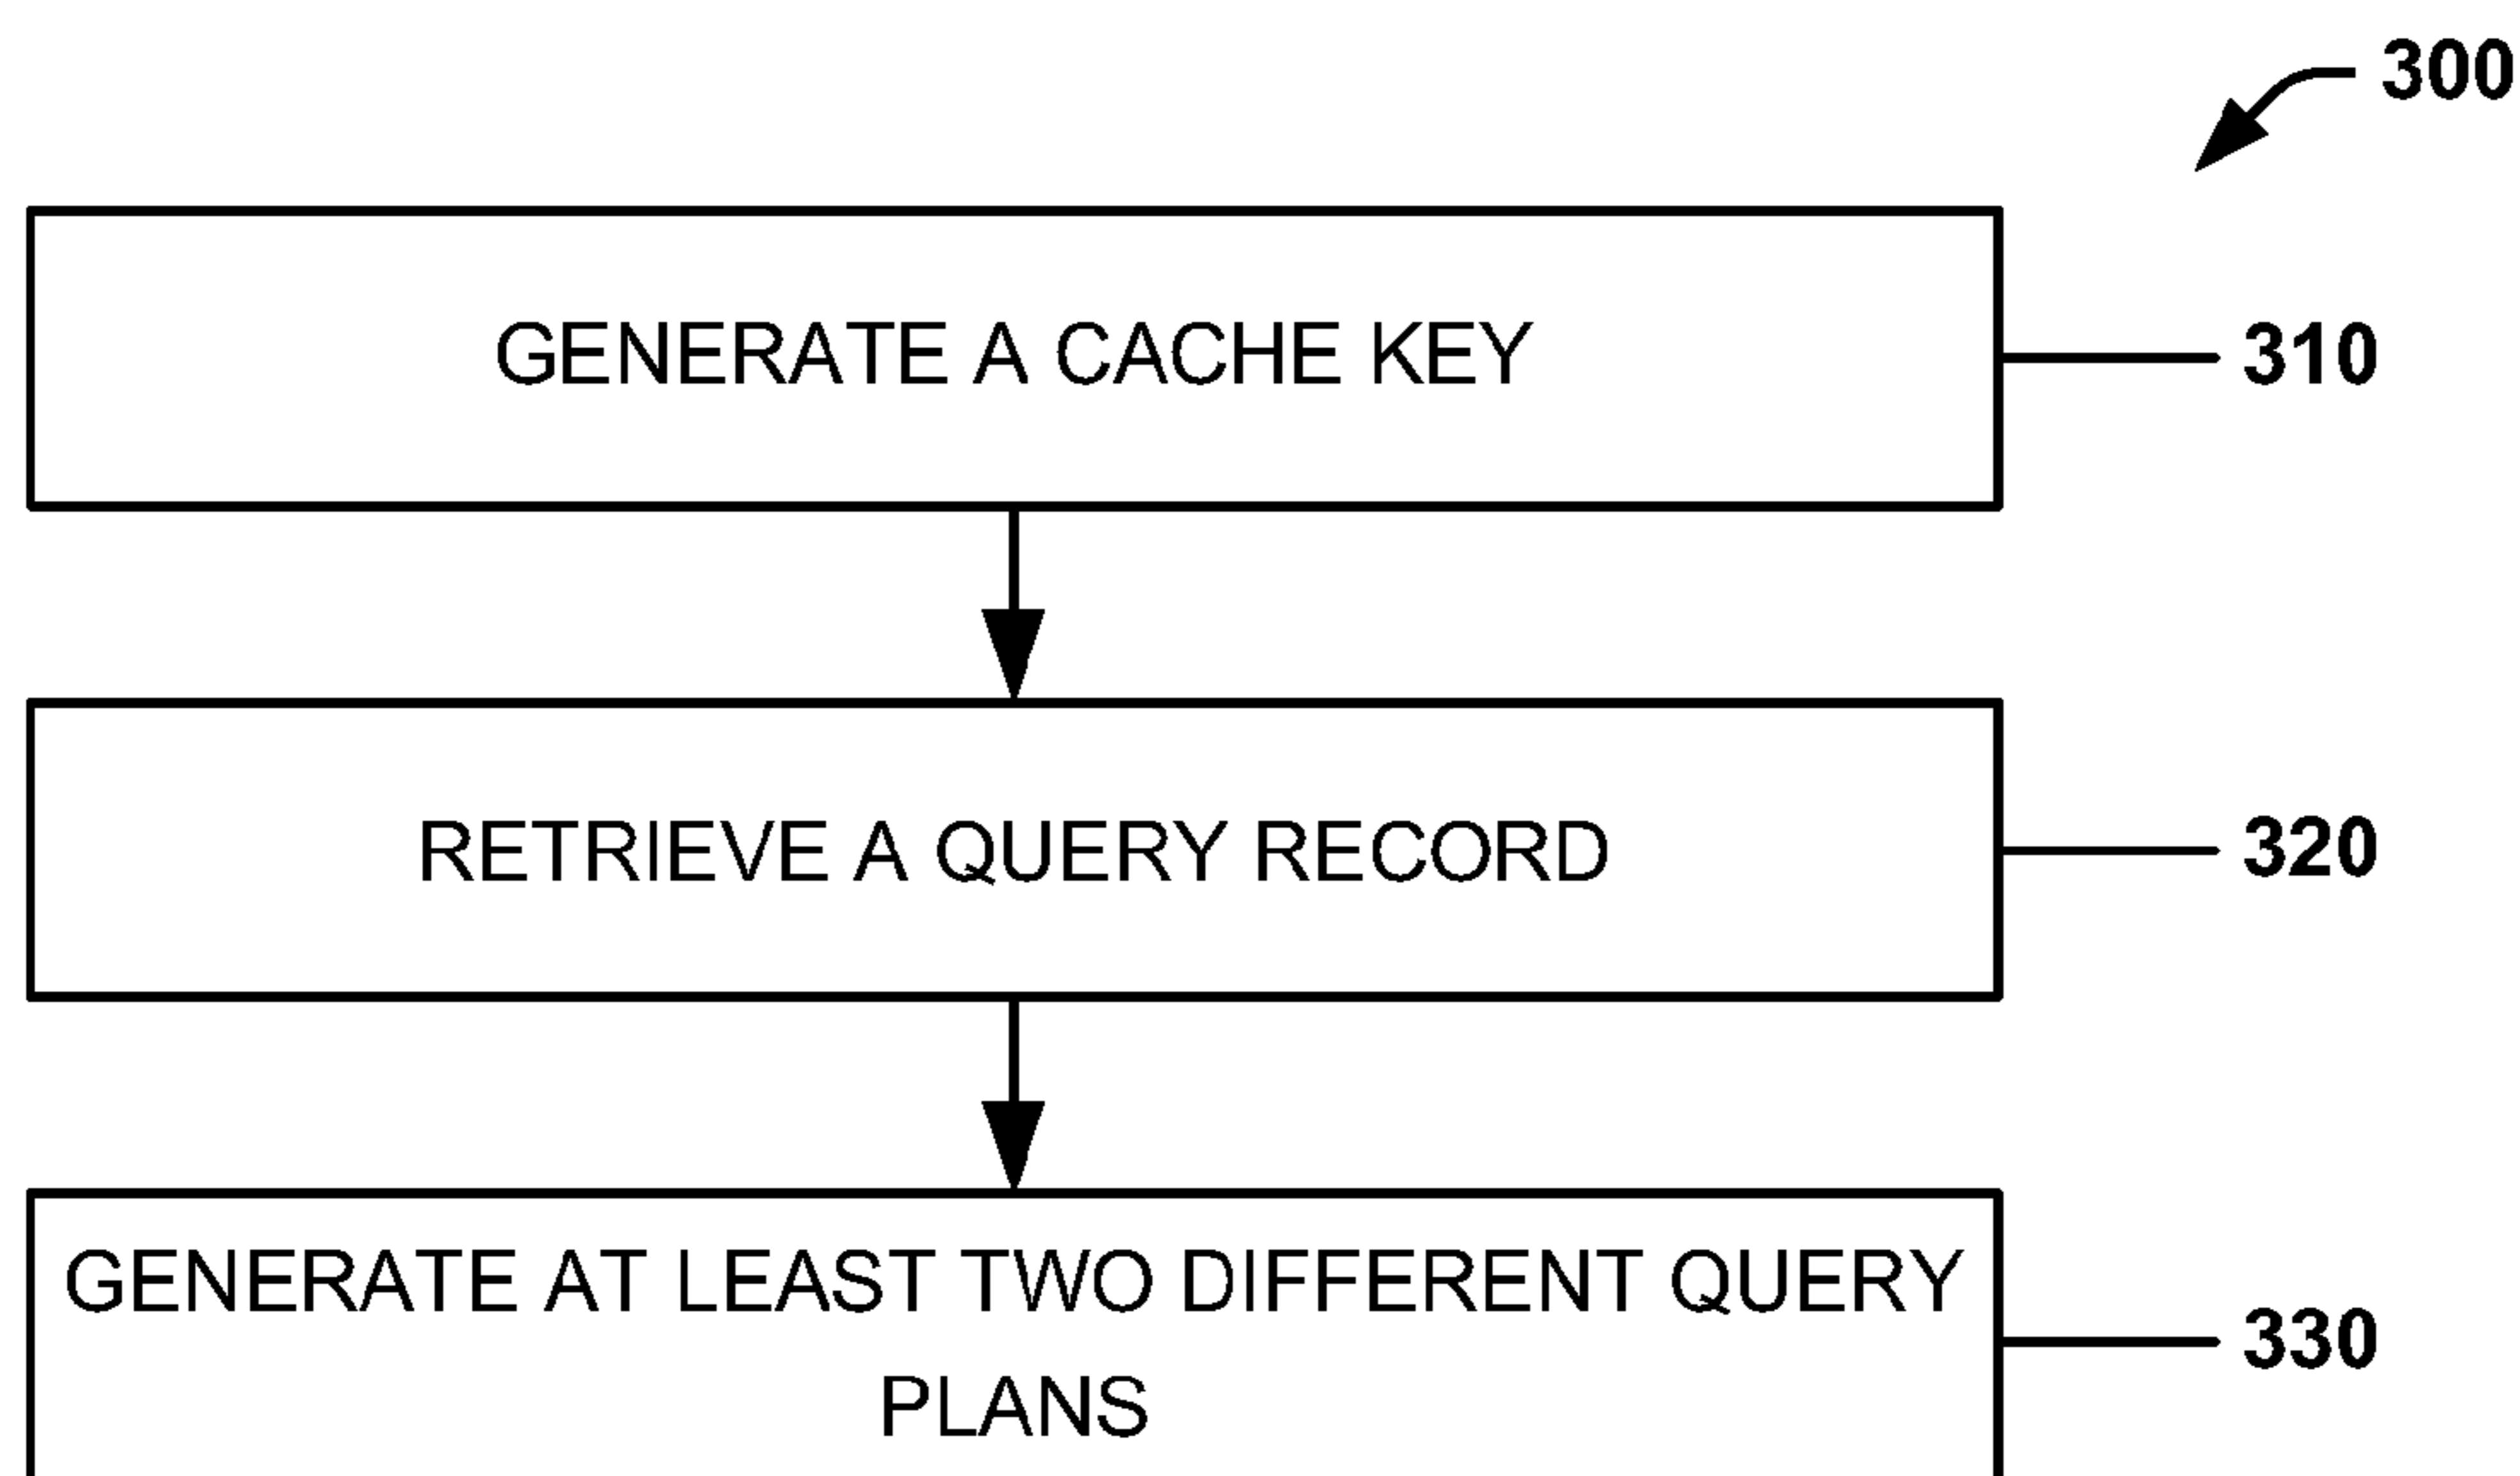 300
GENERATE A CACHE KEY
310
RETRIEVE A QUERY RECORD
320
GENERATE AT LEAST TWO DIFFERENT QUERY
PLANS
330